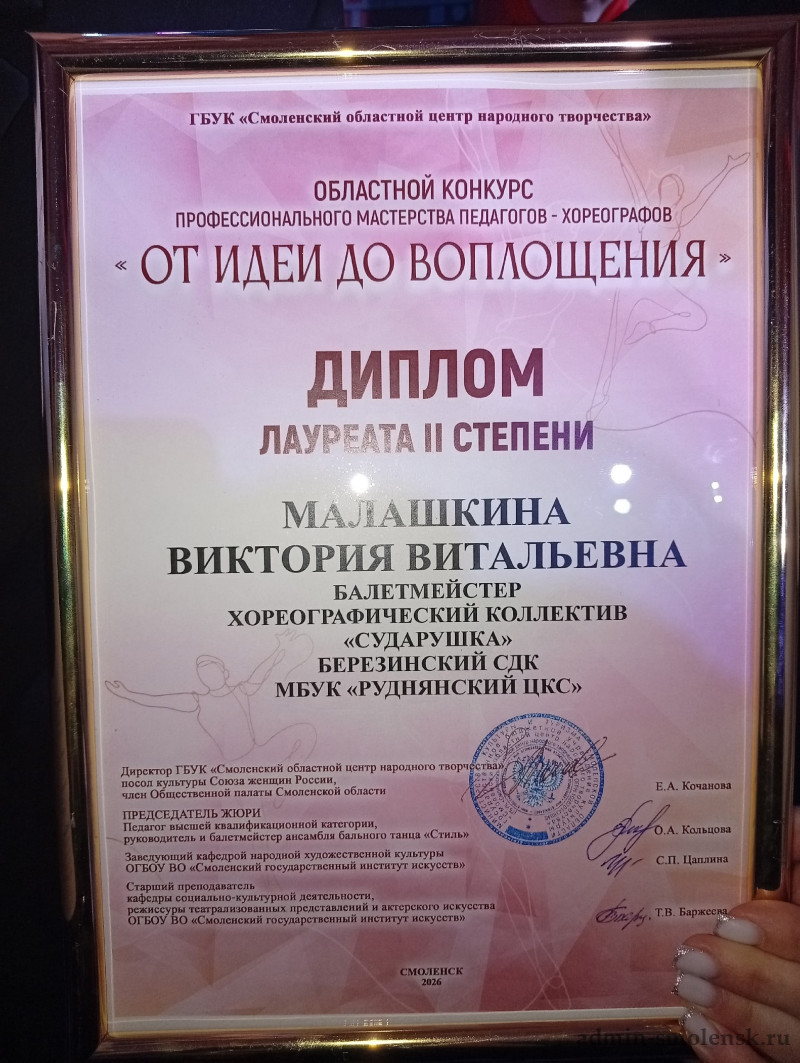 ГБУК «Смоленский областной центр народного творчества»
ОБЛАСТНОЙ КОНКУРС
ПРОФЕССИОНАЛЬНОГО МАСТЕРСТВА ПЕДАГОГОВ - ХОРЕОГРАФОВ
« ОТ ИДЕИ ДО ВОПЛОЩЕНИЯ »
ДИПЛОМ
ЛАУРЕАТА II СТЕПЕНИ
МАЛАШКИНА
ВИКТОРИЯ ВИТАЛЬЕВНА
БАЛЕТМЕЙСТЕР
ХОРЕОГРАФИЧЕСКИЙ КОЛЛЕКТИВ
«СУДАРУШКА»
БЕРЕЗИНСКИЙ СДК
МБУК «РУДНЯНСКИЙ ЦКС»
Директор ГБУК «Смоленский областной центр народного творчества»
посол культуры Союза женщин России,
член Общественной палаты Смоленской области
Е.А. Кочанова
ПРЕДСЕДАТЕЛЬ ЖЮРИ
Педагог высшей квалификационной категории,
руководитель и балетмейстер ансамбля бального танца «Стиль»
О.А. Кольцова
Заведующий кафедрой народной художественной культуры
ОГБОУ ВО «Смоленский государственный институт искусств»
С.П. Цаплина
Старший преподаватель
кафедры социально-культурной деятельности,
режиссуры театрализованных представлений и актерского искусства
ОГБОУ ВО «Смоленский государственный институт искусств»
Т.В. Баржеева
СМОЛЕНСК
2026
admin-smolensk.ru